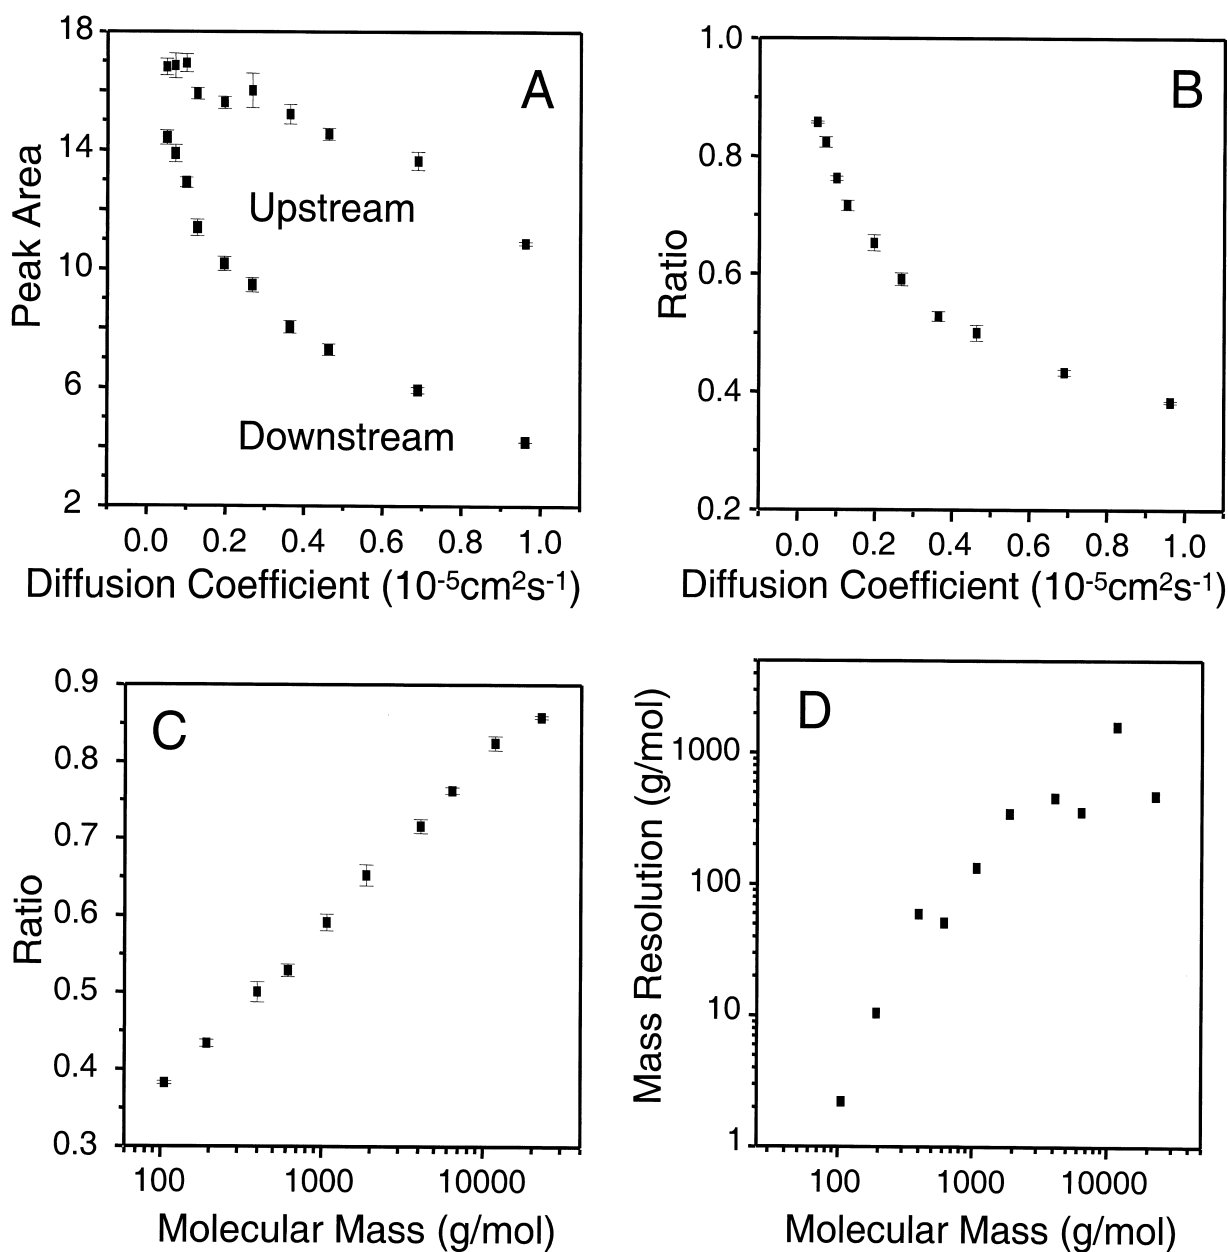 18
14
10
6
2
Peak Area
A
Upstream
Downstream
0.0 0.2 0.4 0.6 0.8 1.0
Diffusion Coefficient (10-5cm2s-1)
1.0
0.8
0.6
0.4
0.2
Ratio
B
0.0 0.2 0.4 0.6 0.8 1.0
Diffusion Coefficient (10-5cm2s-1)
0.9
0.8
0.7
0.6
0.5
0.4
0.3
Ratio
C
100 1000 10000
Molecular Mass (g/mol)
1000
100
10
1
Mass Resolution (g/mol)
D
100 1000 10000
Molecular Mass (g/mol)